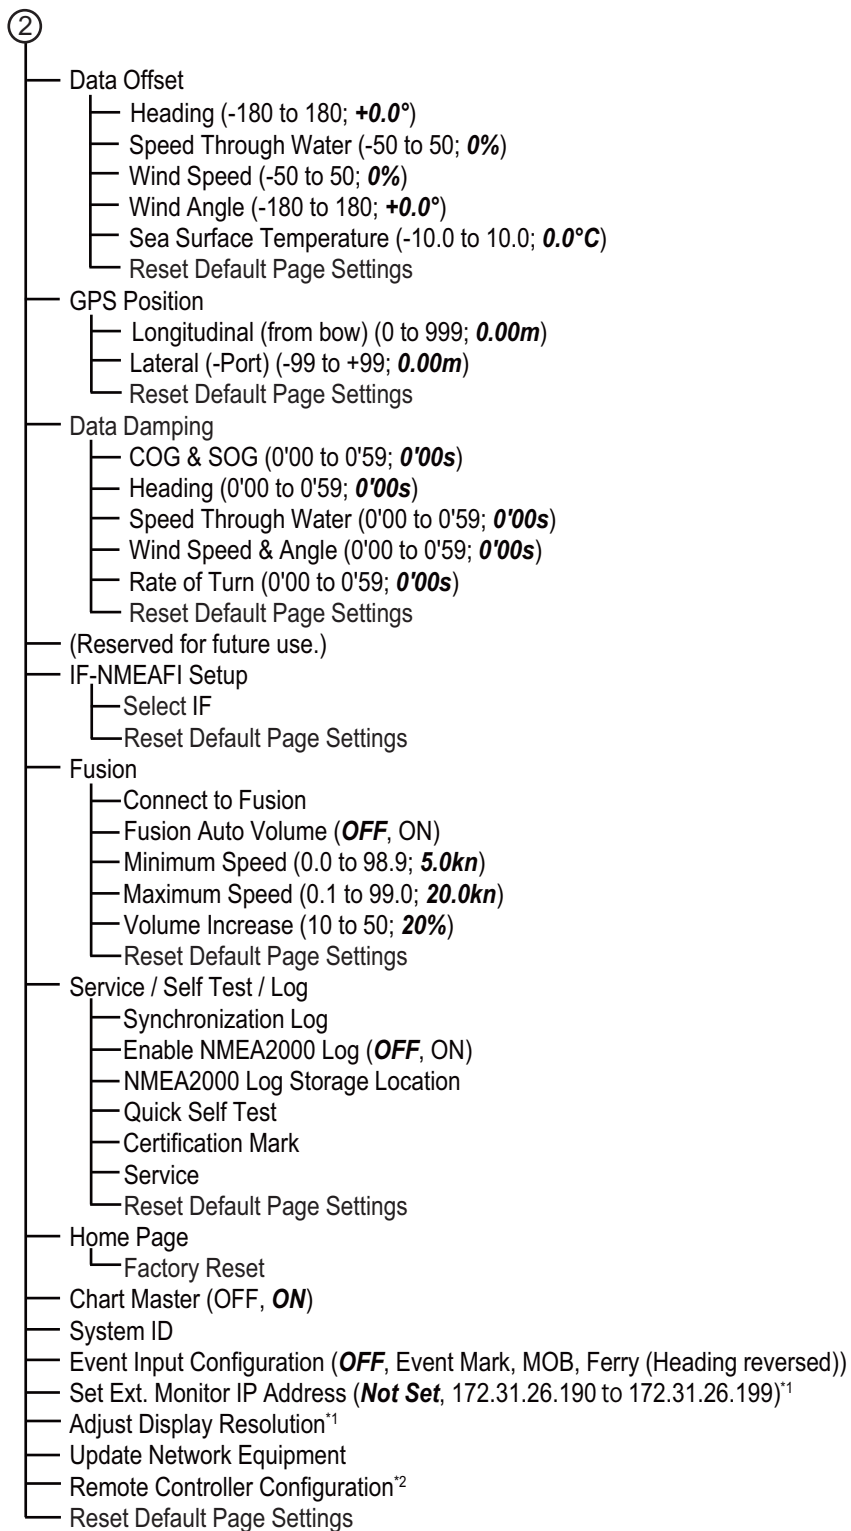 2
Data Offset
Heading (-180 to 180; +0.0°)
Speed Through Water (-50 to 50; 0%)
Wind Speed (-50 to 50; 0%)
Wind Angle (-180 to 180; +0.0°)
Sea Surface Temperature (-10.0 to 10.0; 0.0°C)
Reset Default Page Settings
GPS Position
Longitudinal (from bow) (0 to 999; 0.00m)
Lateral (-Port) (-99 to +99; 0.00m)
Reset Default Page Settings
Data Damping
COG & SOG (0'00 to 0'59; 0'00s)
Heading (0'00 to 0'59; 0'00s)
Speed Through Water (0'00 to 0'59; 0'00s)
Wind Speed & Angle (0'00 to 0'59; 0'00s)
Rate of Turn (0'00 to 0'59; 0'00s)
Reset Default Page Settings
(Reserved for future use.)
IF-NMEAFI Setup
Select IF
Reset Default Page Settings
Fusion
Connect to Fusion
Fusion Auto Volume (OFF, ON)
Minimum Speed (0.0 to 98.9; 5.0kn)
Maximum Speed (0.1 to 99.0; 20.0kn)
Volume Increase (10 to 50; 20%)
Reset Default Page Settings
Service / Self Test / Log
Synchronization Log
Enable NMEA2000 Log (OFF, ON)
NMEA2000 Log Storage Location
Quick Self Test
Certification Mark
Service
Reset Default Page Settings
Home Page
Factory Reset
Chart Master (OFF, ON)
System ID
Event Input Configuration (OFF, Event Mark, MOB, Ferry (Heading reversed))
Set Ext. Monitor IP Address (Not Set, 172.31.26.190 to 172.31.26.199)*1
Adjust Display Resolution*1
Update Network Equipment
Remote Controller Configuration*2
Reset Default Page Settings